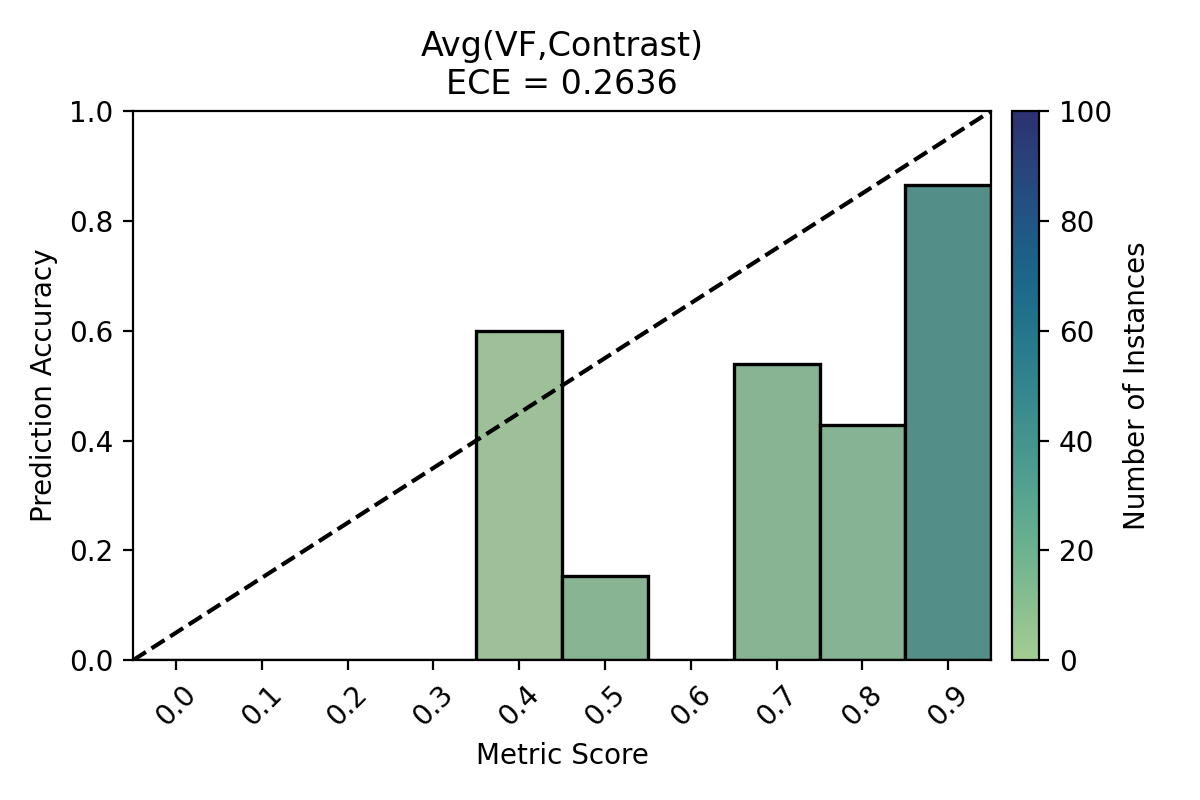 Avg(VF,Contrast)
ECE = 0.2636
Prediction Accuracy
1.0
0.8
0.6
0.4
0.2
0.0
0.0 0.1 0.2 0.3 0.4 0.5 0.6 0.7 0.8 0.9
Metric Score
100
80
60
40
20
0
Number of Instances